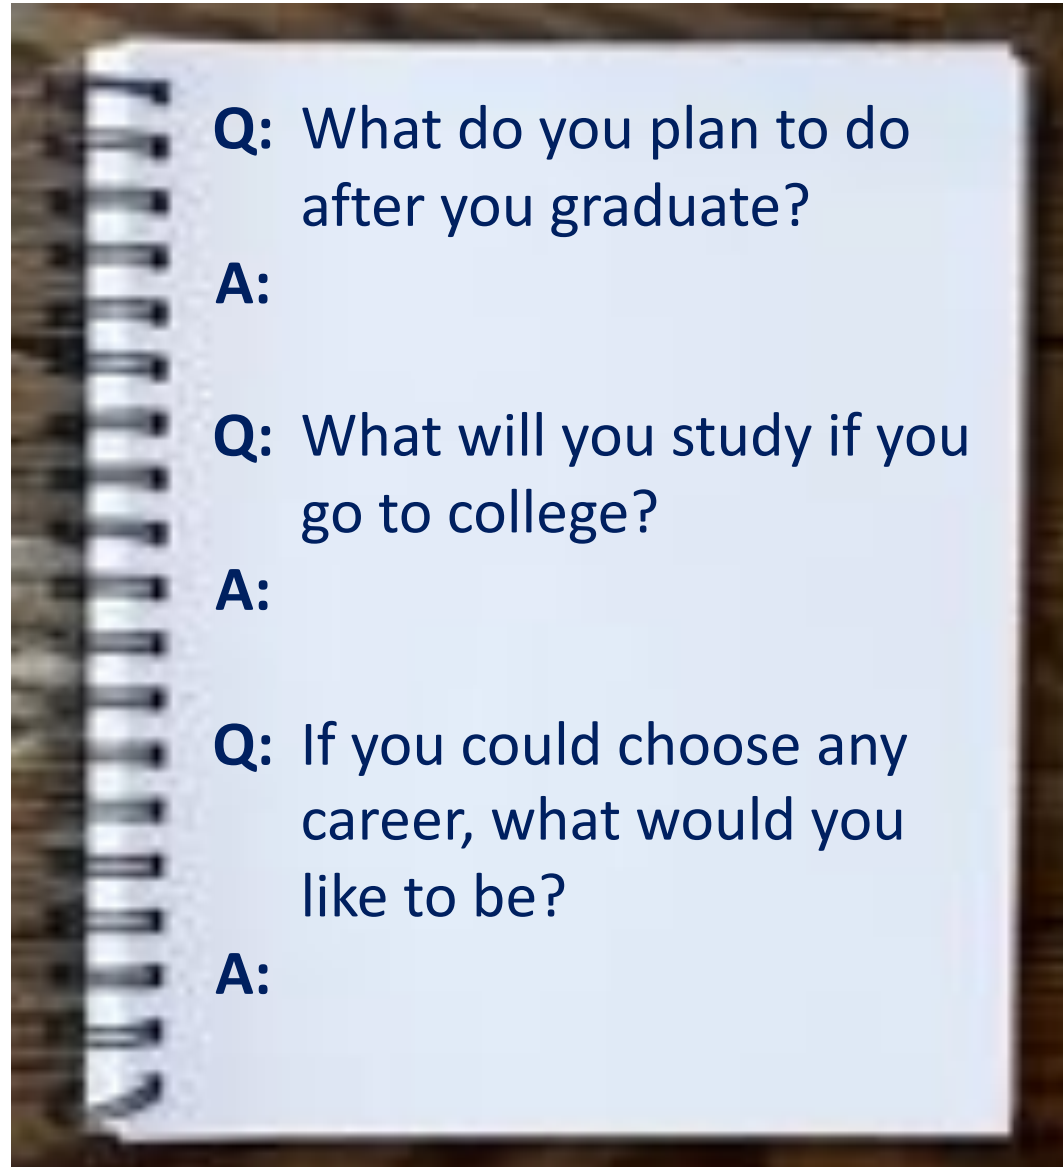 Q: What do you plan to do
after you graduate?
A:
Q: What will you study if you
go to college?
A:
Q: If you could choose any
career, what would you
like to be?
A: